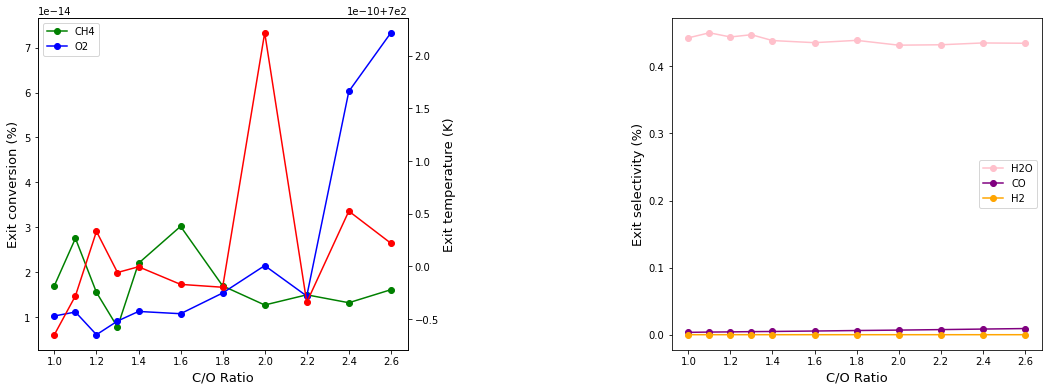 1e−14
1e−10+7e2
CH4
O2
7
6
5
4
3
2
1
2.0
1.5
1.0
0.5
0.0
−0.5
Exit conversion (%)
Exit temperature (K)
1.0 1.2 1.4 1.6 1.8 2.0 2.2 2.4 2.6
C/O Ratio
0.4
0.3
0.2
0.1
0.0
Exit selectivity (%)
H2O
CO
H2
1.0 1.2 1.4 1.6 1.8 2.0 2.2 2.4 2.6
C/O Ratio